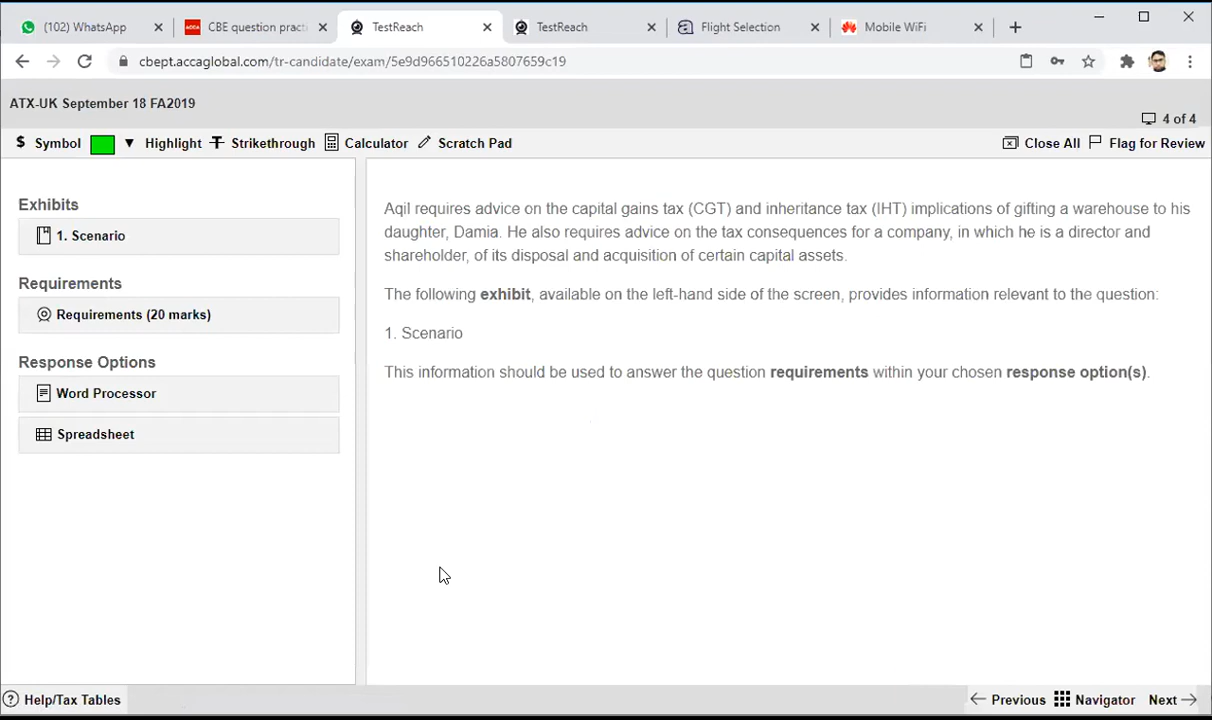 (102) WhatsApp
CBE question pract
TestReach
TestReach
Flight Selection
Mobile WiFi
cbept.accaglobal.com/tr-candidate/exam/5e9d966510226a5807659c19
ATX-UK September 18 FA2019
4 of 4
$ Symbol ▼ Highlight Strikethrough Calculator Scratch Pad Close All Flag for Review
Exhibits
1. Scenario
Requirements
Requirements (20 marks)
Response Options
Word Processor
Spreadsheet
Aqil requires advice on the capital gains tax (CGT) and inheritance tax (IHT) implications of gifting a warehouse to his
daughter, Damia. He also requires advice on the tax consequences for a company, in which he is a director and
shareholder, of its disposal and acquisition of certain capital assets.
The following exhibit, available on the left-hand side of the screen, provides information relevant to the question:
1. Scenario
This information should be used to answer the question requirements within your chosen response option(s).
? Help/Tax Tables
Previous Navigator Next